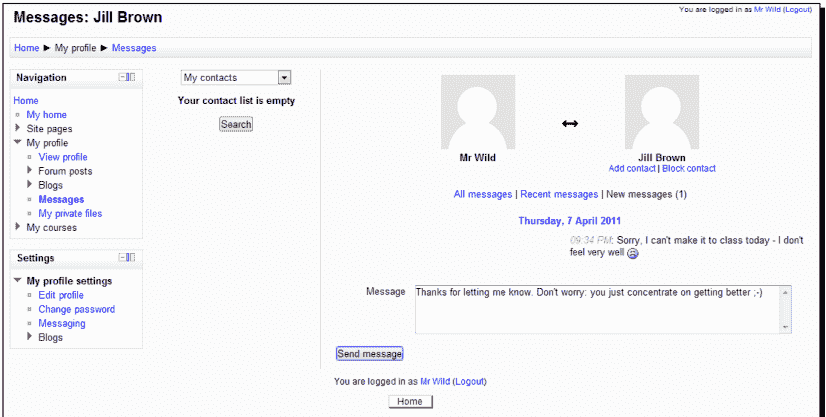 Messages: Jill Brown
You are logged in as Mr Wild (Logout)
Home ► My profile ► Messages
Navigation
Home
My home
Site pages
My profile
View profile
Forum posts
Blogs
Messages
My private files
My courses
Settings
My profile settings
Edit profile
Change password
Messaging
Blogs
My contacts
Your contact list is empty
Search
Mr Wild
Jill Brown
Add contact | Block contact
All messages | Recent messages | New messages (1)
Thursday, 7 April 2011
09:34 PM: Sorry, I can't make it to class today - I don't
feel very well
Message
Thanks for letting me know. Don't worry: you just concentrate on getting better ;-)
Send message
You are logged in as Mr Wild (Logout)
Home